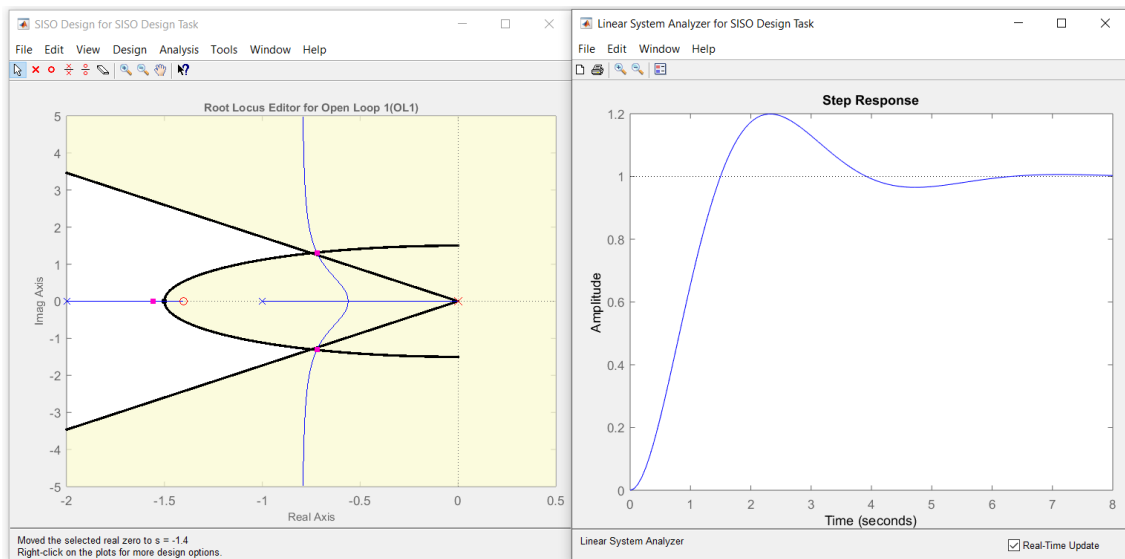 SISO Design for SISO Design Task
File Edit View Design Analysis Tools Window Help
Root Locus Editor for Open Loop 1(OL1)
5
4
3
2
1
0
-1
-2
-3
-4
-5
Imag Axis
-2 -1.5 -1 -0.5 0 0.5
Real Axis
Moved the selected real zero to s = -1.4
Right-click on the plots for more design options.
Linear System Analyzer for SISO Design Task
File Edit Window Help
Step Response
1.2
1
0.8
0.6
0.4
0.2
0
Amplitude
0 1 2 3 4 5 6 7 8
Time (seconds)
Linear System Analyzer
Real-Time Update